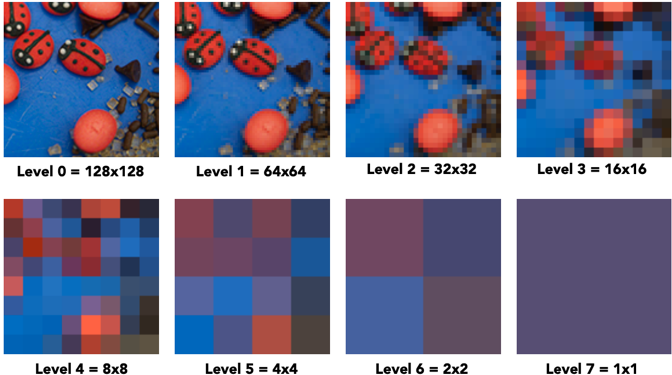 Level 0 = 128x128
Level 1 = 64x64
Level 2 = 32x32
Level 3 = 16x16
Level 4 = 8x8
Level 5 = 4x4
Level 6 = 2x2
Level 7 = 1x1